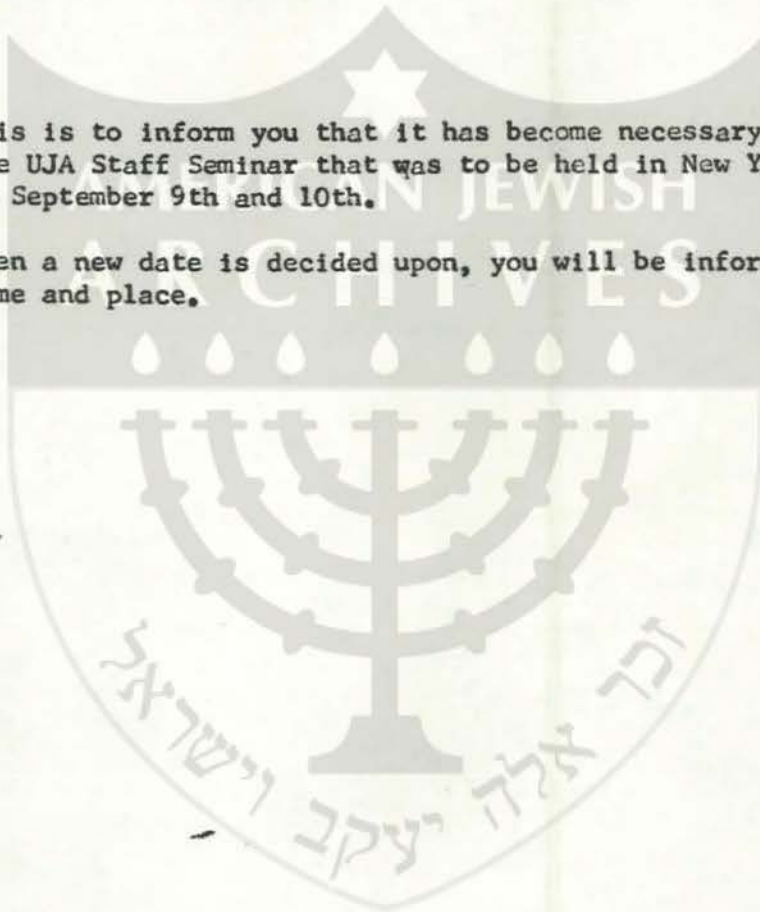 is is to inform you that it has become necessary
e UJA Staff Seminar that was to be held in New Y
September 9th and 10th.
en a new date is decided upon, you will be infor
me and place.
AMERICAN JEWISH
ARCHIVES
זכר אלה יעקב וישראל